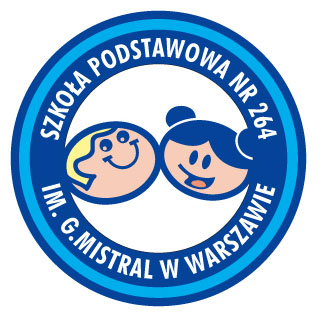 SZKOŁA PODSTAWOWA NR 264
IM. G.MISTRAL W WARSZAWIE